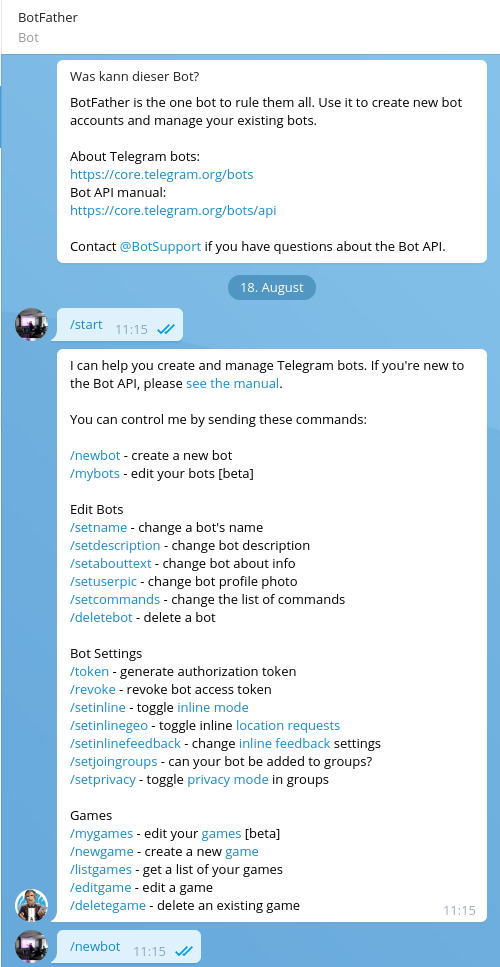 BotFather
Bot
Was kann dieser Bot?
BotFather is the one bot to rule them all. Use it to create new bot
accounts and manage your existing bots.
About Telegram bots:
https://core.telegram.org/bots
Bot API manual:
https://core.telegram.org/bots/api
Contact @BotSupport if you have questions about the Bot API.
18. August
/start 11:15
I can help you create and manage Telegram bots. If you're new to
the Bot API, please see the manual.
You can control me by sending these commands:
/newbot - create a new bot
/mybots - edit your bots [beta]
Edit Bots
/setname - change a bot's name
/setdescription - change bot description
/setabouttext - change bot about info
/setuserpic - change bot profile photo
/setcommands - change the list of commands
/deletebot - delete a bot
Bot Settings
/token - generate authorization token
/revoke - revoke bot access token
/setinline - toggle inline mode
/setinlinegeo - toggle inline location requests
/setinlinefeedback - change inline feedback settings
/setjoingroups - can your bot be added to groups?
/setprivacy - toggle privacy mode in groups
Games
/mygames - edit your games [beta]
/newgame - create a new game
/listgames - get a list of your games
/editgame - edit a game
/deletegame - delete an existing game
11:15
/newbot 11:15